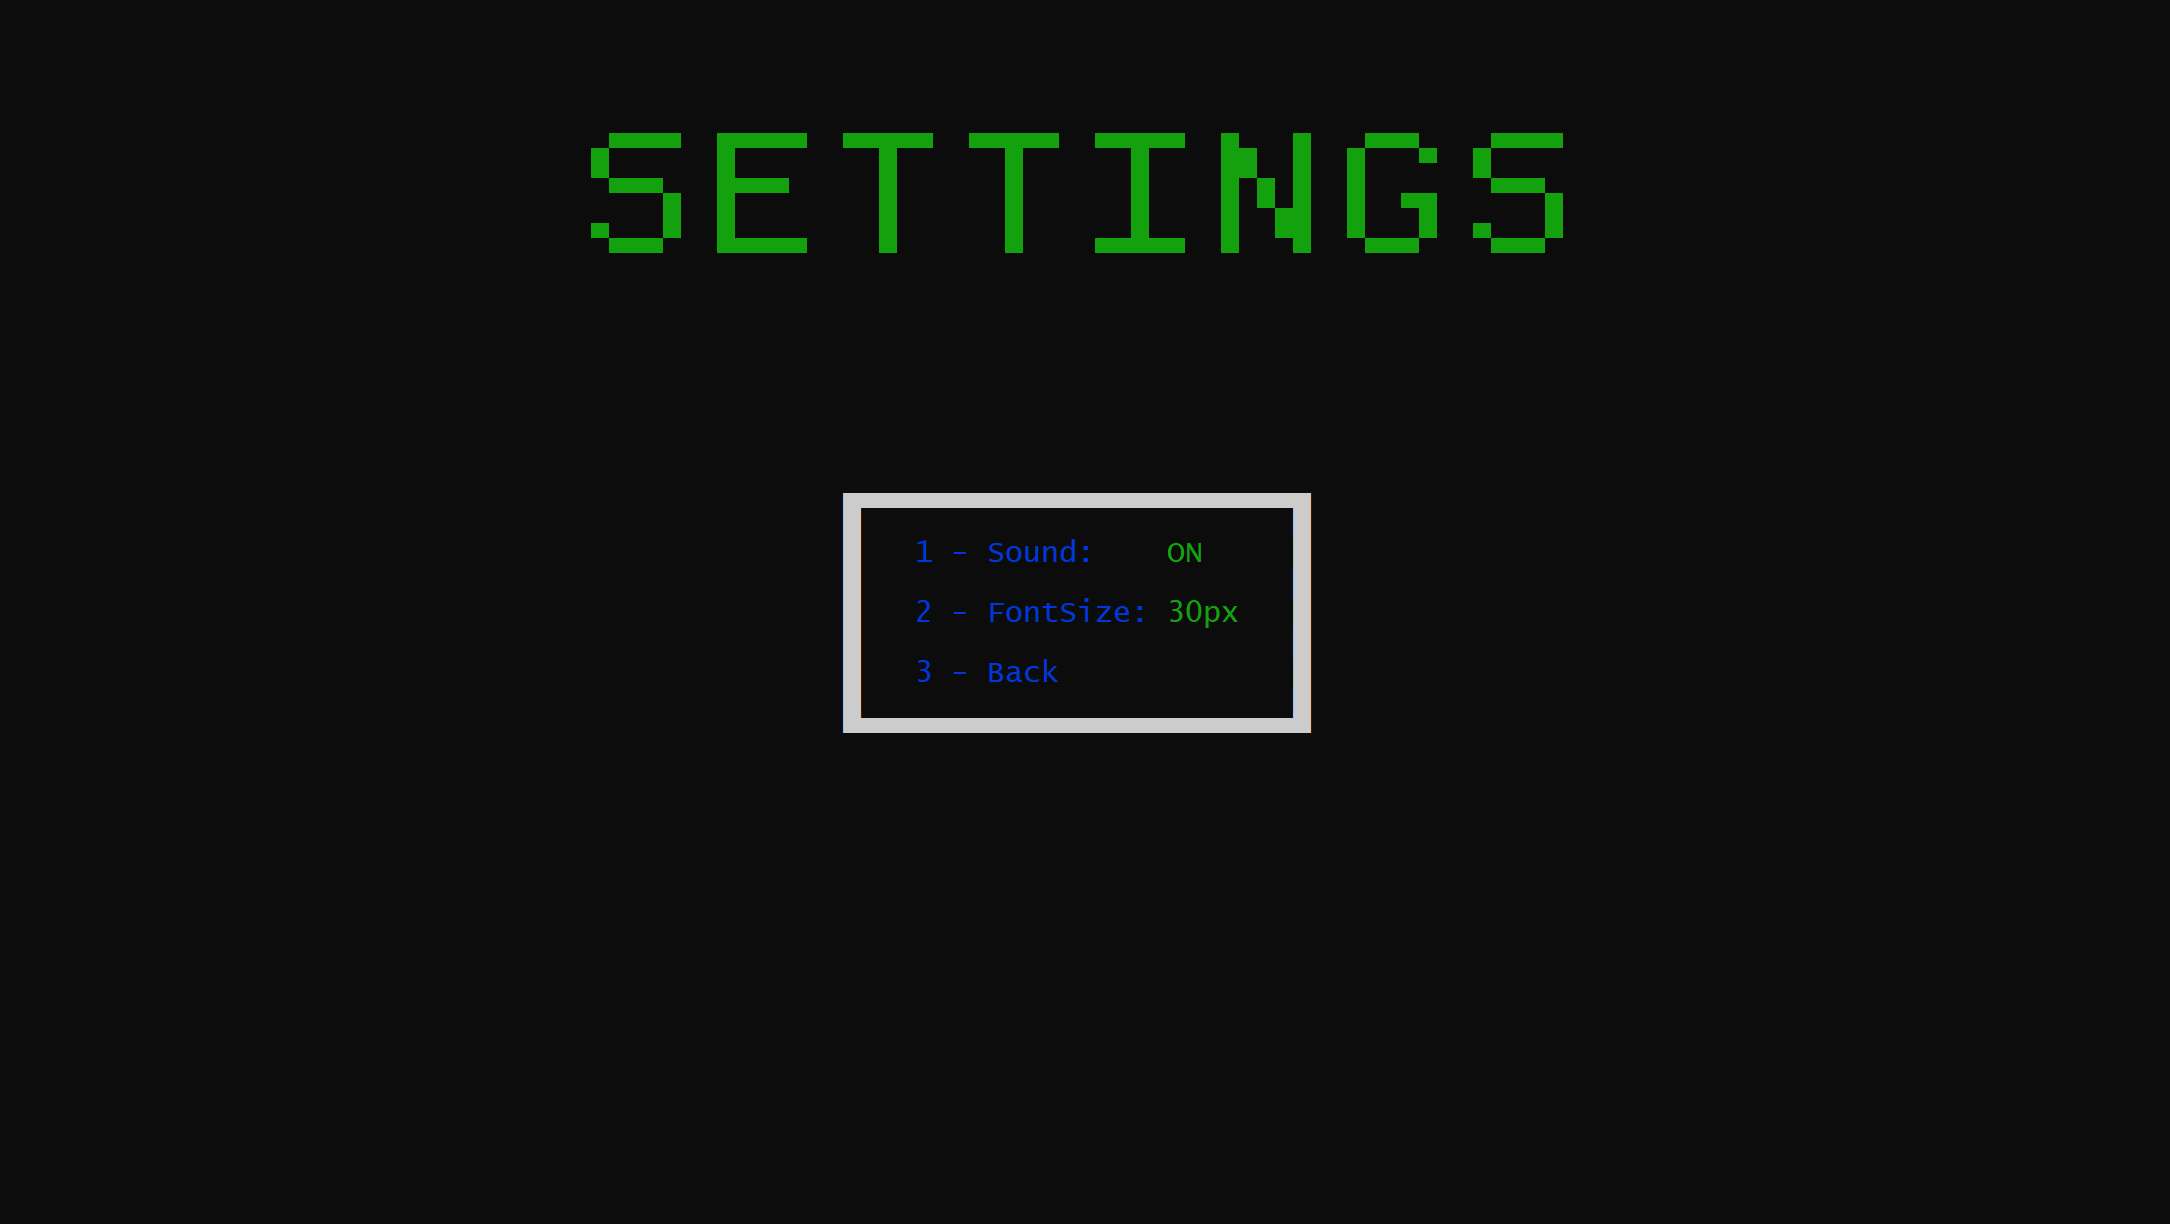 SETTINGS
1 - Sound: ON
2 - FontSize: 30px
3 - Back